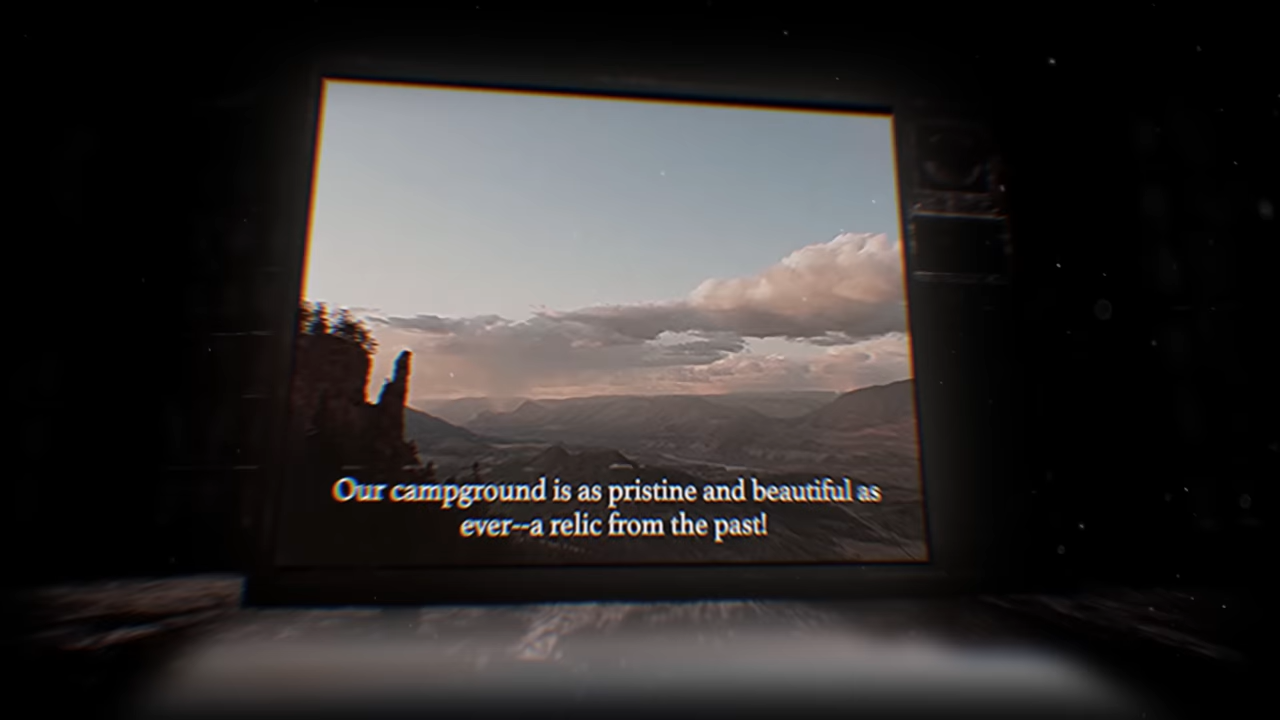 Our campground is as pristine and beautiful as
ever--a relic from the past!